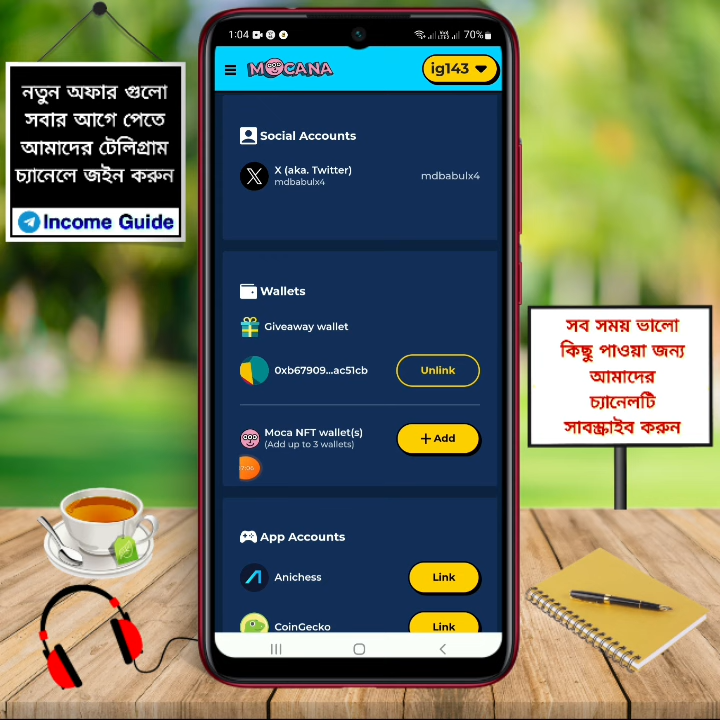 নতুন অফার গুলো
সবার আগে পেতে
আমাদের টেলিগ্রাম
চ্যানেলে জইন করুন
Income Guide
1:04
70%
MOCANA
ig143
Social Accounts
X (aka. Twitter)
mdbabulx4
mdbabulx4
Wallets
Giveaway wallet
0xb67909...ac51cb
Unlink
Moca NFT wallet(s)
(Add up to 3 wallets)
+ Add
App Accounts
Anichess
Link
CoinGecko
Link
সব সময় ভালো
কিছু পাওয়া জন্য
আমাদের
চ্যানেলটি
সাবস্ক্রাইব করুন